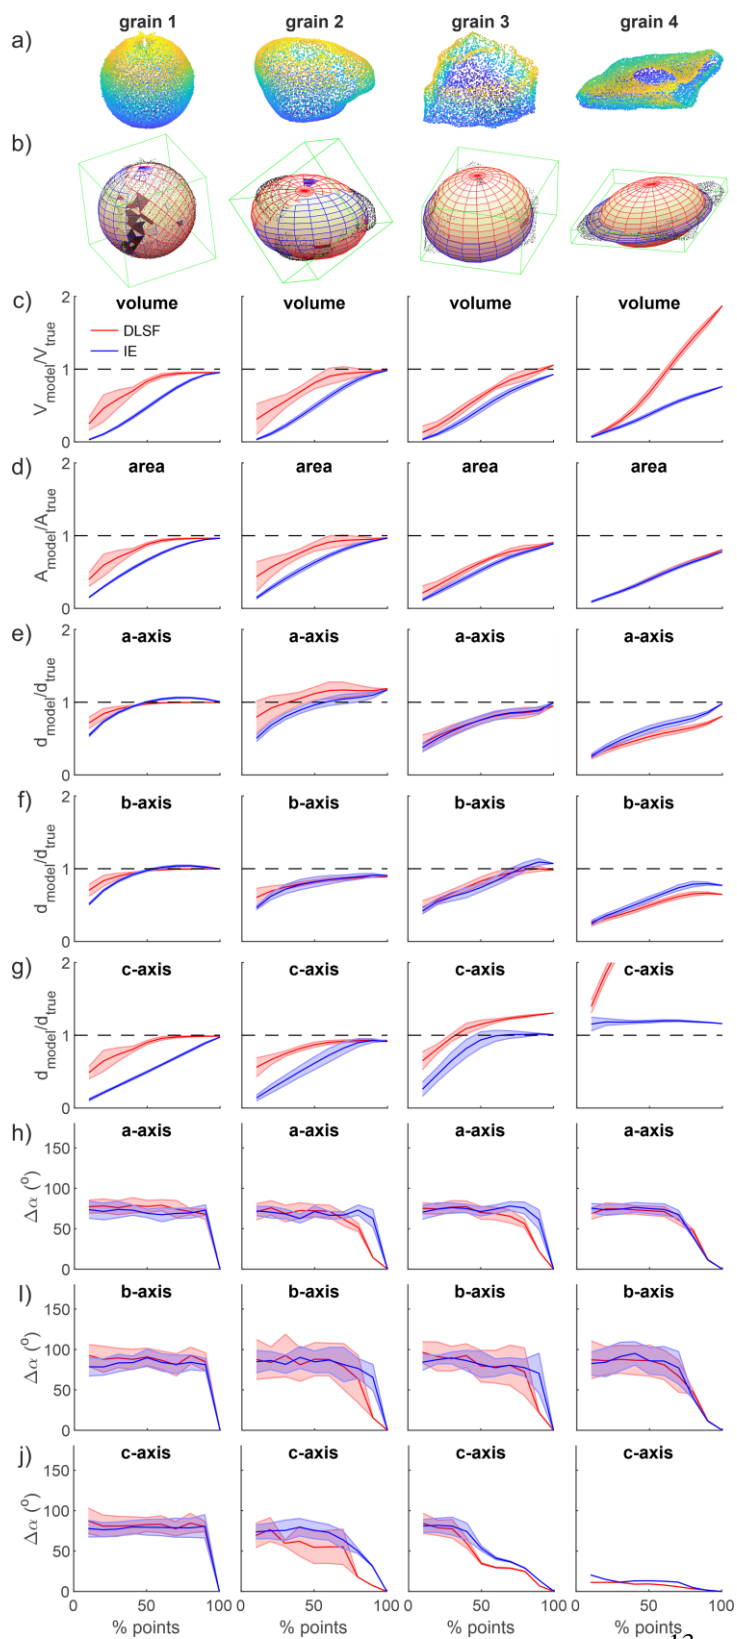 grain 1 grain 2 grain 3 grain 4
a)
b)
c) 2 volume volume volume volume
DLSF
IE
V_model/V_true
1
0
d) 2 area area area area
A_model/A_true
1
0
e) 2 a-axis a-axis a-axis a-axis
d_model/d_true
1
0
f) 2 b-axis b-axis b-axis b-axis
d_model/d_true
1
0
g) 2 c-axis c-axis c-axis c-axis
d_model/d_true
1
0
h) a-axis a-axis a-axis a-axis
150
Δα (°)
100
50
0
I) b-axis b-axis b-axis b-axis
150
Δα (°)
100
50
0
j) c-axis c-axis c-axis c-axis
150
Δα (°)
100
50
0
0 50 100 0 50 100 0 50 100 0 50 100
% points % points % points % points